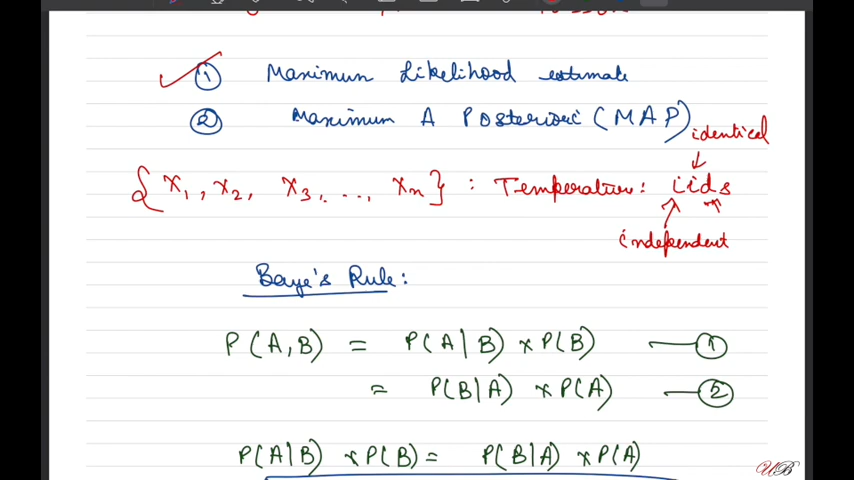 ① Maximum Likelihood estimate
② Maximum A Posteriori (MAP)
identical
{X₁, X₂, X₃, ..., Xₙ} : Temperature: iids
independent
Baye's Rule:
P(A,B) = P(A|B) × P(B) ①
= P(B|A) × P(A) ②
P(A|B) × P(B) = P(B|A) × P(A)
UB